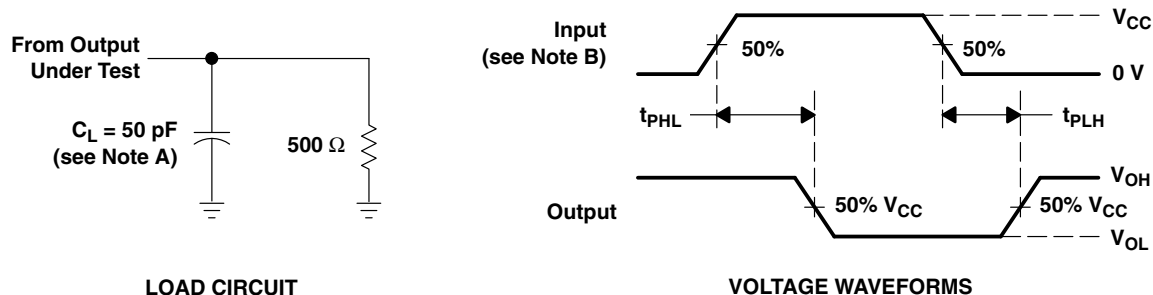 From Output
Under Test
C_L = 50 pF
(see Note A)
500 Ω
LOAD CIRCUIT
Input
(see Note B)
50%
50%
V_CC
0 V
t_PHL
t_PLH
Output
50% V_CC
50% V_CC
V_OH
V_OL
VOLTAGE WAVEFORMS